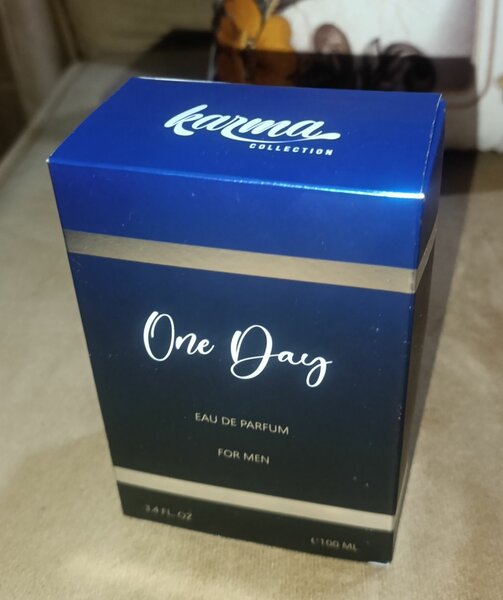 karma
COLLECTION
One Day
EAU DE PARFUM
FOR MEN
3.4 FL. OZ
℮100 ML